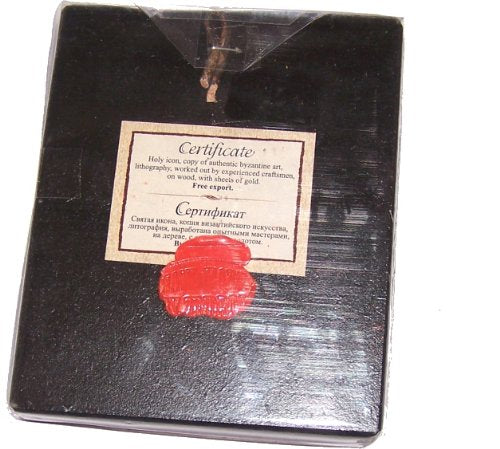 Certificate
Holy icon, copy of authentic byzantine art,
lithography, worked out by experienced craftsmen,
on wood, with sheets of gold.
Free export.
Сертификат
Святая икона, копия византийского искусства,
литография, выработана опытными мастерами,
на дереве, с